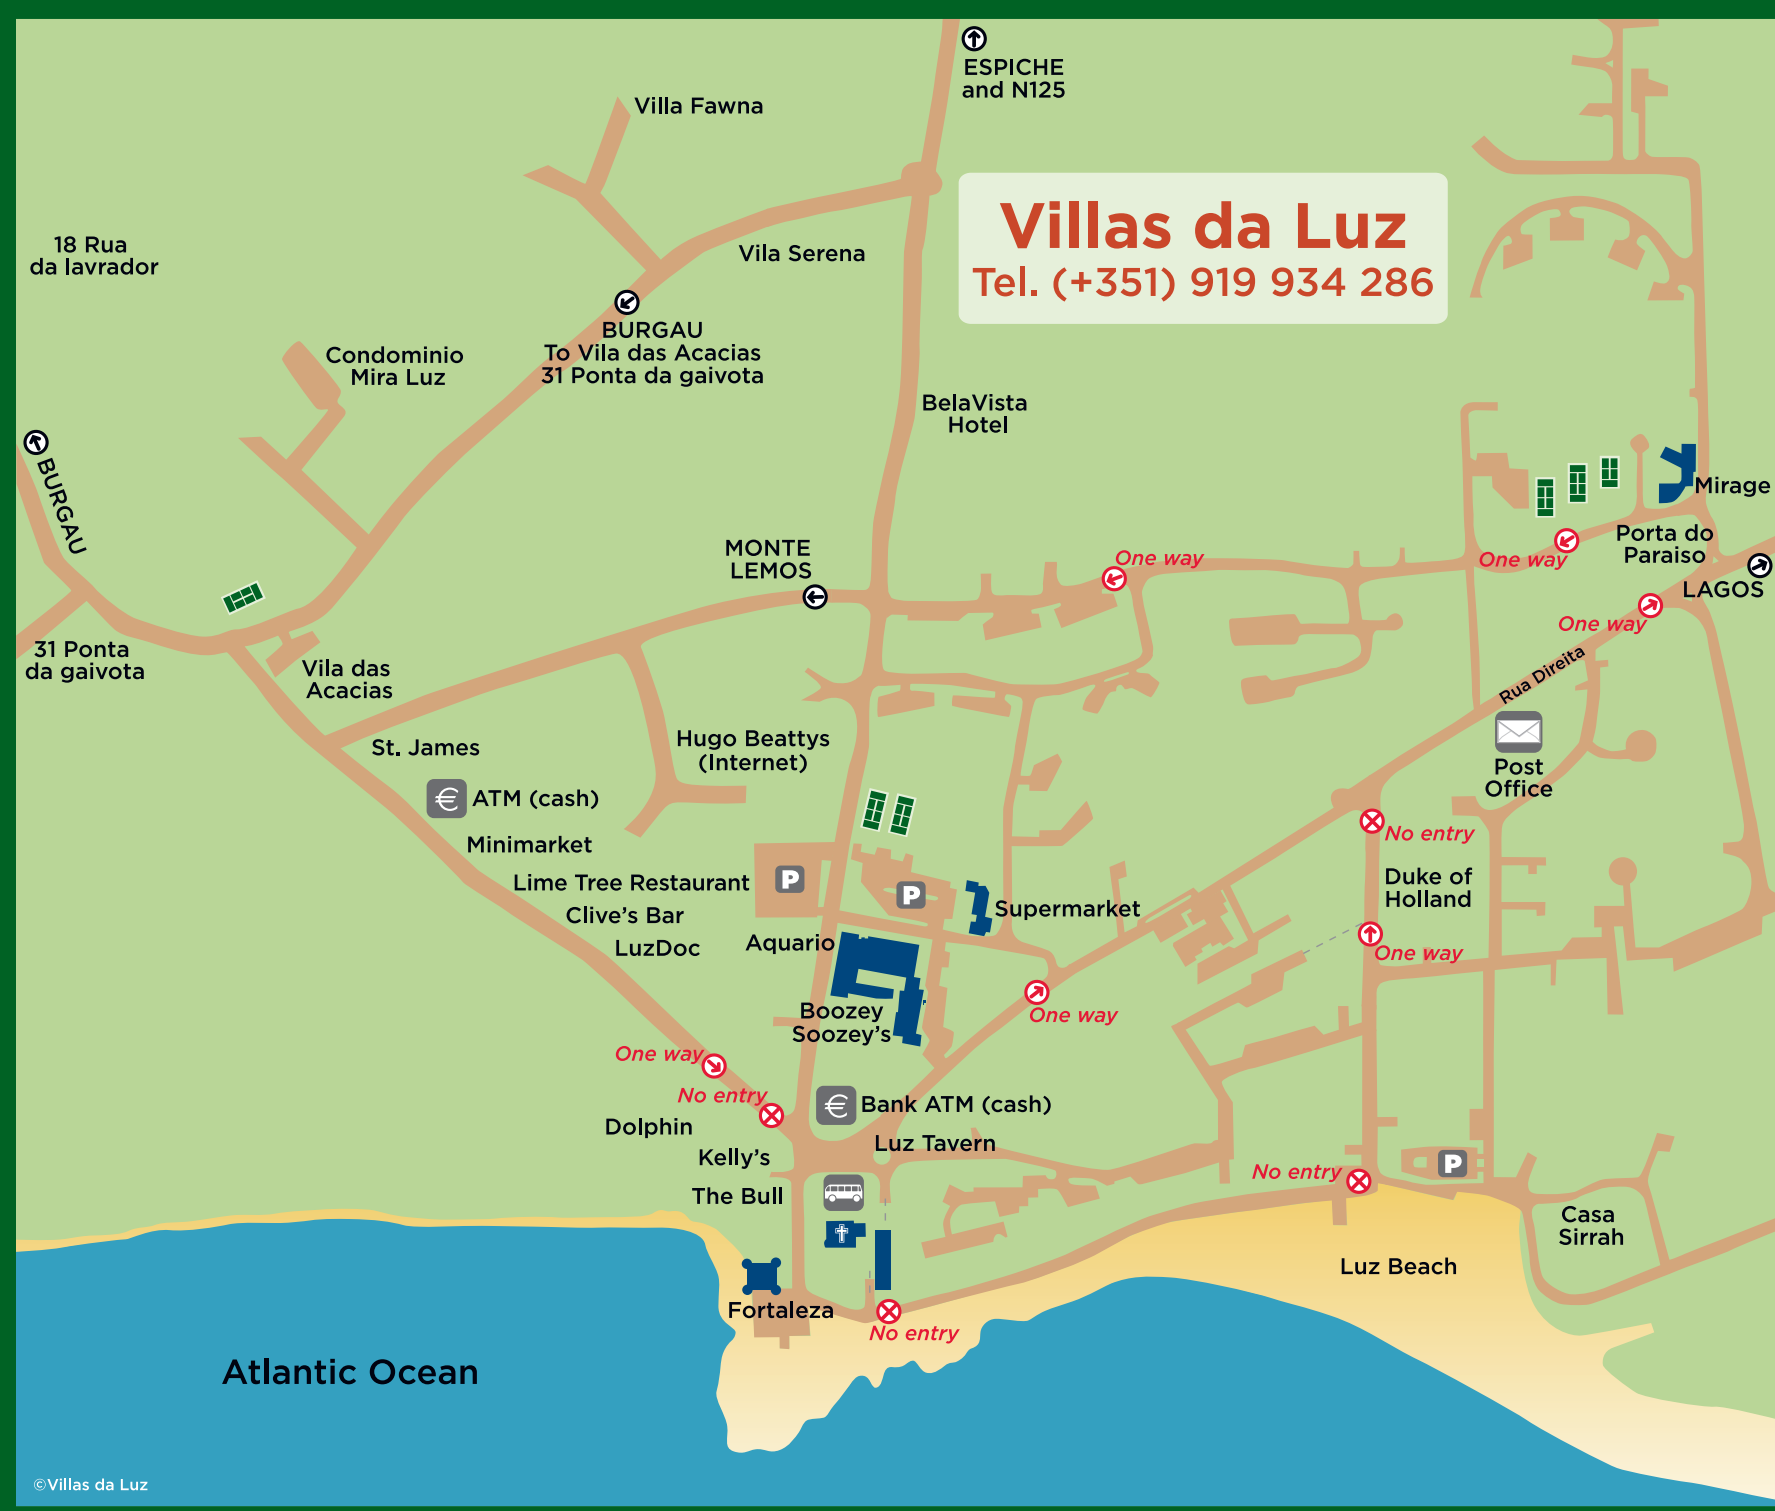 ESPICHE
and N125
Villa Fawna
Villas da Luz
Tel. (+351) 919 934 286
18 Rua
da lavrador
Vila Serena
BURGAU
To Vila das Acacias
31 Ponta da gaivota
Condominio
Mira Luz
BelaVista
Hotel
BURGAU
Mirage
MONTE
LEMOS
One way
One way
Porta do
Paraiso
LAGOS
One way
31 Ponta
da gaivota
Vila das
Acacias
Rua Direita
St. James
Hugo Beattys
(Internet)
Post
Office
€ ATM (cash)
Minimarket
No entry
Lime Tree Restaurant
P
P
Duke of
Holland
Clive's Bar
Supermarket
LuzDoc
Aquario
One way
Boozey
Soozey's
One way
One way
No entry
€ Bank ATM (cash)
Dolphin
Luz Tavern
Kelly's
P
No entry
The Bull
Casa
Sirrah
Luz Beach
Fortaleza
No entry
Atlantic Ocean
©Villas da Luz